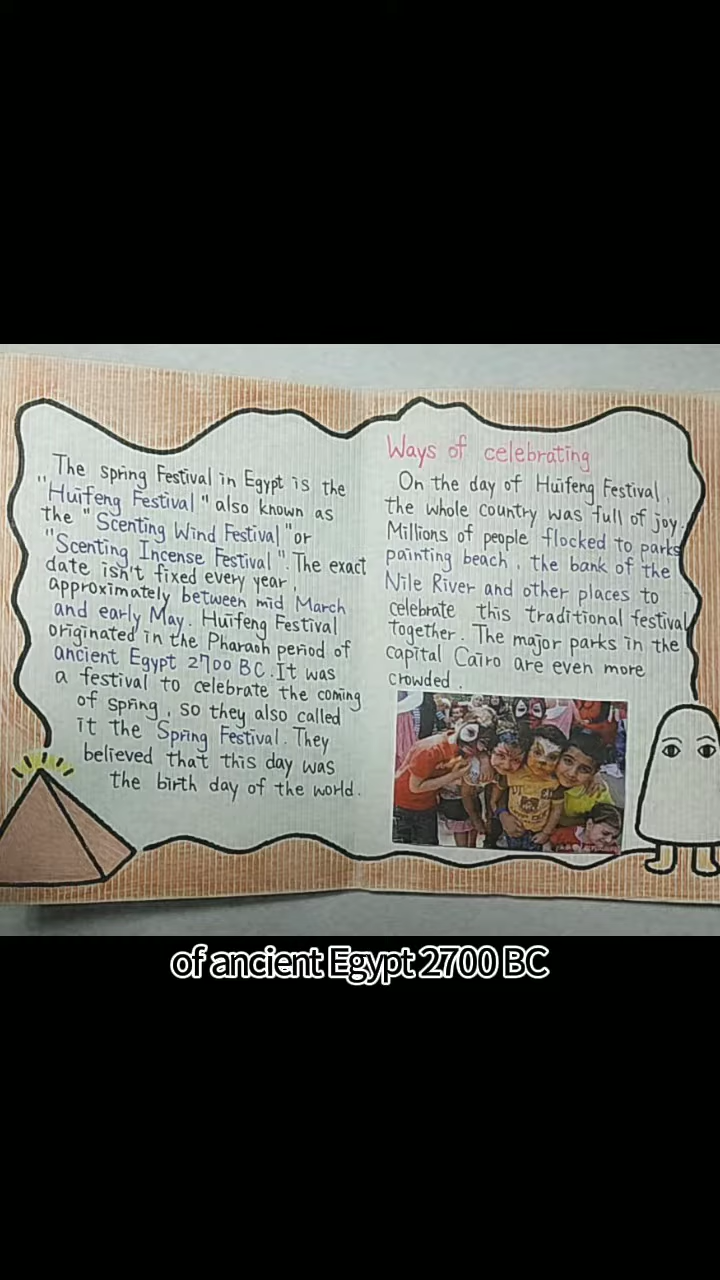 The spring Festival in Egypt is the
"Huifeng Festival" also known as
the "Scenting Wind Festival" or
"Scenting Incense Festival". The exact
date isn't fixed every year,
approximately between mid March
and early May. Huifeng Festival
originated in the Pharaoh period of
ancient Egypt 2700 BC. It was
a festival to celebrate the coming
of spring, so they also called
it the Spring Festival. They
believed that this day was
the birth day of the world.
Ways of celebrating
On the day of Huifeng Festival,
the whole country was full of joy.
Millions of people flocked to parks
painting beach, the bank of the
Nile River and other places to
celebrate this traditional festival
together. The major parks in the
capital Cairo are even more
crowded.
of ancient Egypt 2700 BC